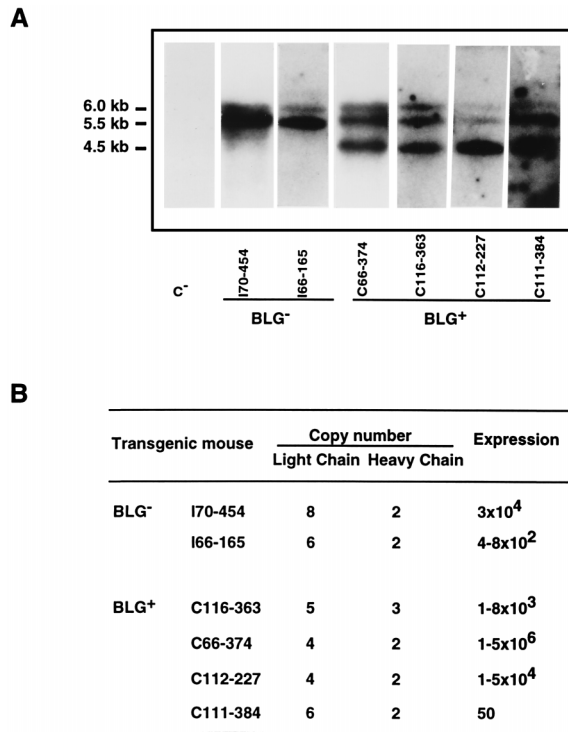 A
6.0 kb
5.5 kb
4.5 kb
C-
I70-454
I66-165
C66-374
C116-363
C112-227
C111-384
BLG-
BLG+
B
Transgenic mouse Copy number Expression
Light Chain Heavy Chain
BLG- I70-454 8 2 3x10^4
I66-165 6 2 4-8x10^2
BLG+ C116-363 5 3 1-8x10^3
C66-374 4 2 1-5x10^6
C112-227 4 2 1-5x10^4
C111-384 6 2 50